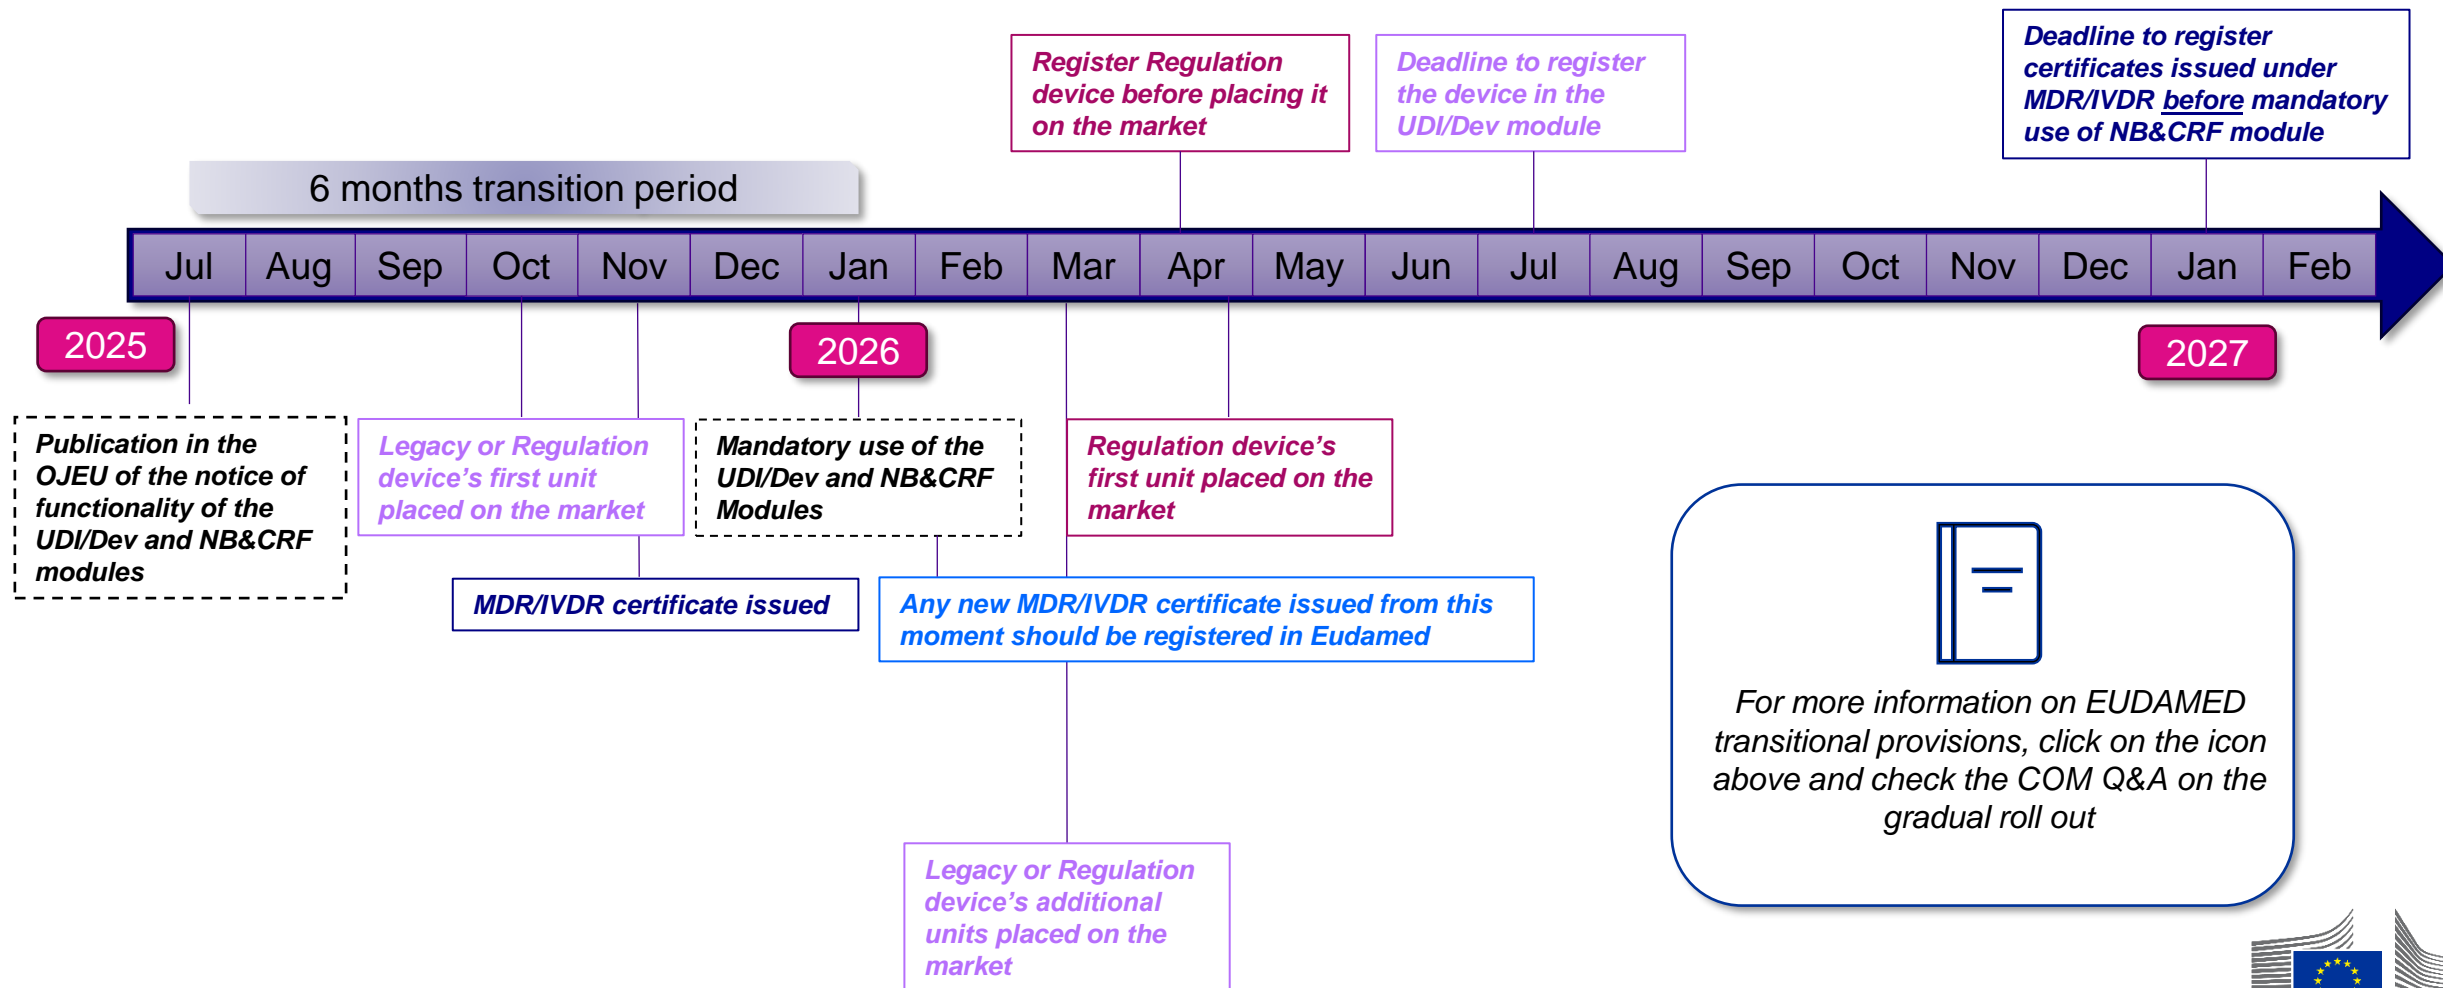 Register Regulation
device before placing it
on the market
Deadline to register
the device in the
UDI/Dev module
Deadline to register
certificates issued under
MDR/IVDR before mandatory
use of NB&CRF module
6 months transition period
Jul Aug Sep Oct Nov Dec Jan Feb Mar Apr May Jun Jul Aug Sep Oct Nov Dec Jan Feb
2025
2026
2027
Publication in the
OJEU of the notice of
functionality of the
UDI/Dev and NB&CRF
modules
Legacy or Regulation
device's first unit
placed on the market
Mandatory use of the
UDI/Dev and NB&CRF
Modules
Regulation device's
first unit placed on the
market
MDR/IVDR certificate issued
Any new MDR/IVDR certificate issued from this
moment should be registered in Eudamed
Legacy or Regulation
device's additional
units placed on the
market
For more information on EUDAMED
transitional provisions, click on the icon
above and check the COM Q&A on the
gradual roll out